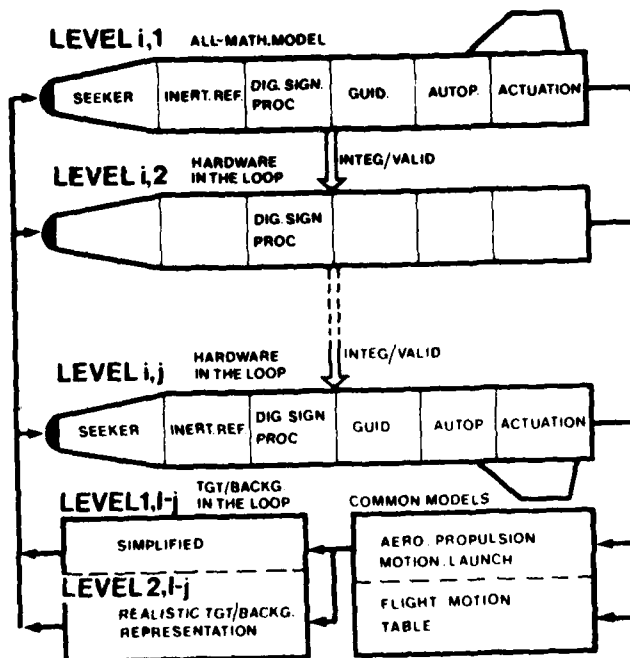 LEVEL i,1 ALL-MATH.MODEL
SEEKER INERT. REF. DIG. SIGN. PROC GUID. AUTOP. ACTUATION
LEVEL i,2 HARDWARE IN THE LOOP INTEG/VALID
DIG. SIGN PROC
LEVEL i,j HARDWARE IN THE LOOP INTEG/VALID
SEEKER INERT. REF DIG SIGN PROC GUID AUTOP ACTUATION
LEVEL1,I-j TGT/BACKG. IN THE LOOP
COMMON MODELS
SIMPLIFIED
AERO. PROPULSION
MOTION. LAUNCH
LEVEL 2,I-j
REALISTIC TGT/BACKG.
REPRESENTATION
FLIGHT MOTION
TABLE